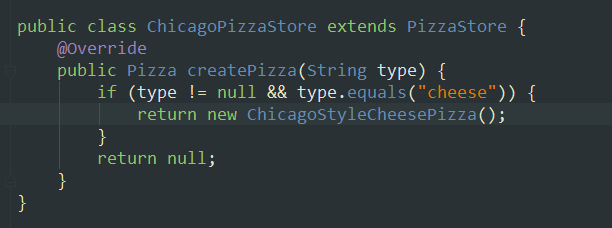 public class ChicagoPizzaStore extends PizzaStore {
    @Override
    public Pizza createPizza(String type) {
        if (type != null && type.equals("cheese")) {
            return new ChicagoStyleCheesePizza();
        }
        return null;
    }
}